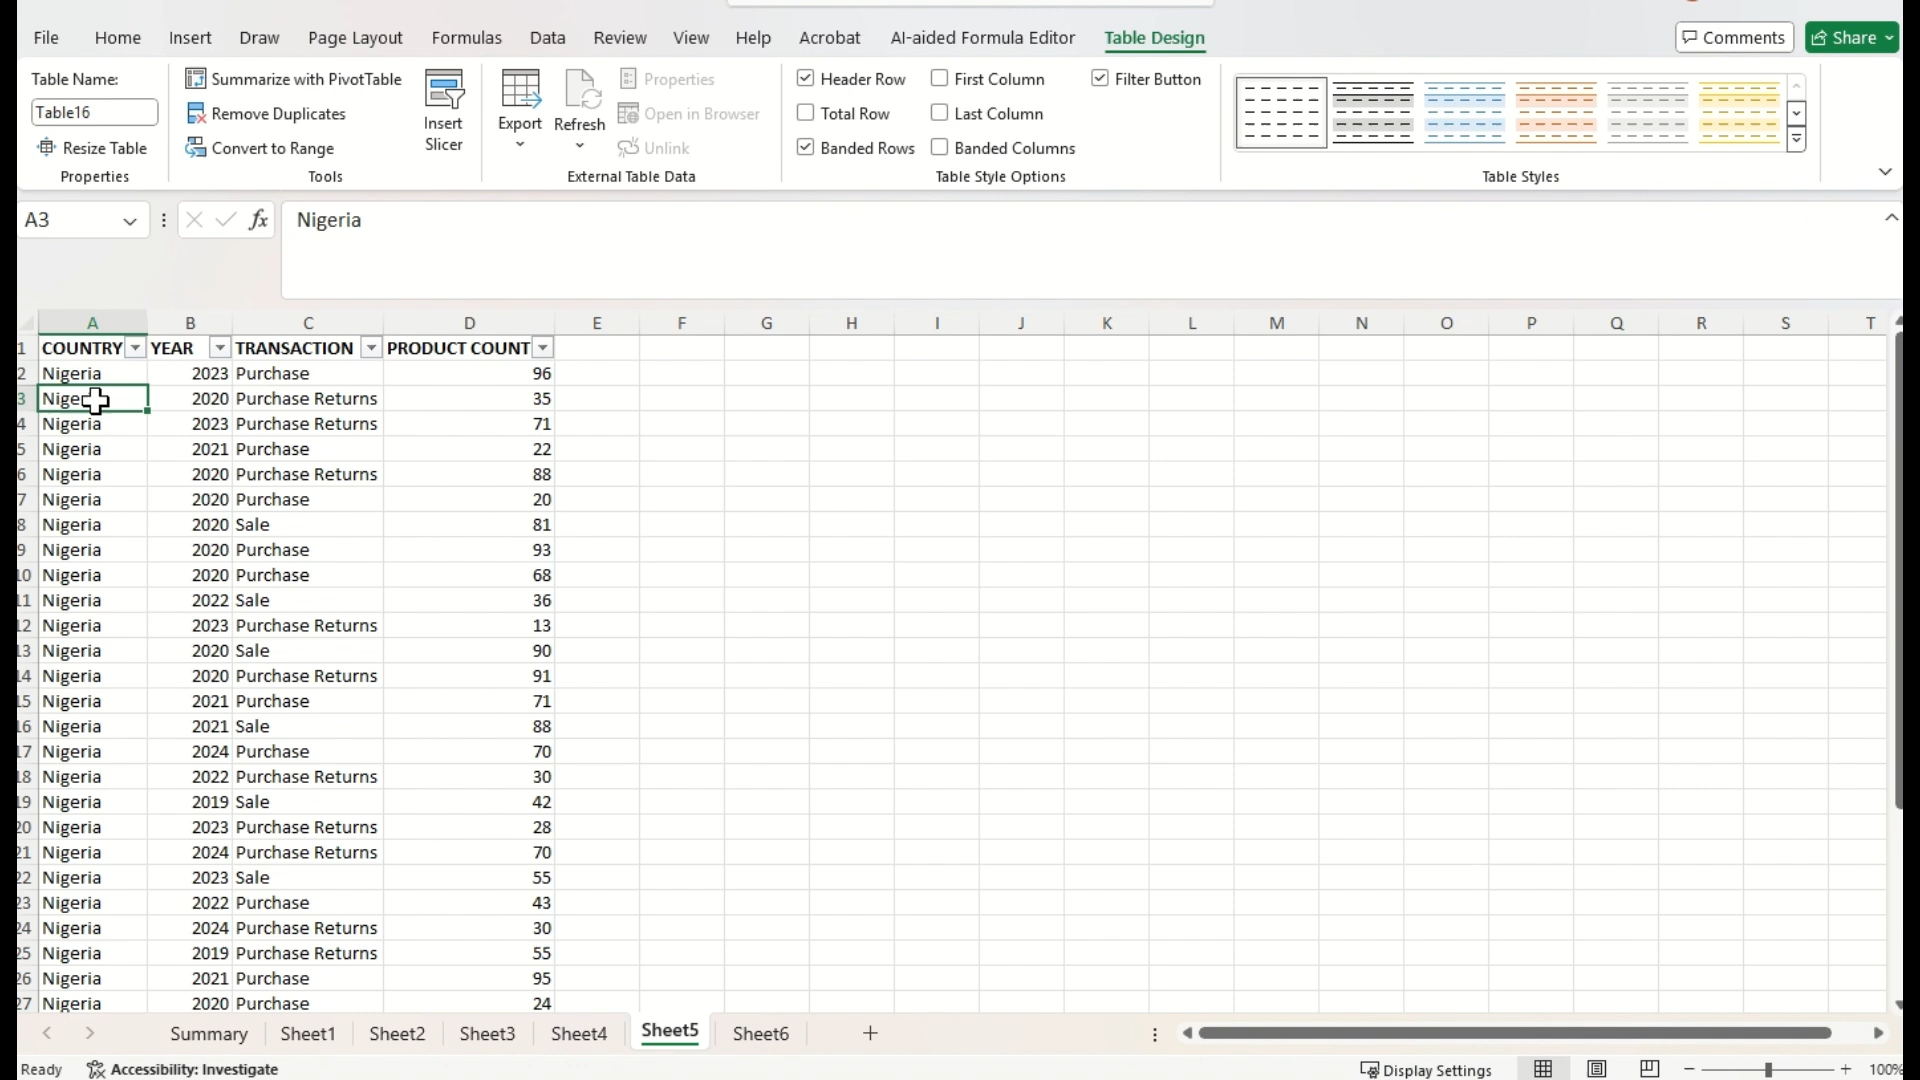 File Home Insert Draw Page Layout Formulas Data Review View Help Acrobat AI-aided Formula Editor Table Design Comments Share
Table Name: Summarize with PivotTable Properties Header Row First Column Filter Button
Table16 Remove Duplicates Insert Slicer Export Refresh Open in Browser Total Row Last Column
Resize Table Convert to Range Unlink Banded Rows Banded Columns
Properties Tools External Table Data Table Style Options Table Styles
A3 fx Nigeria
A B C D E F G H I J K L M N O P Q R S T
1 COUNTRY YEAR TRANSACTION PRODUCT COUNT
2 Nigeria 2023 Purchase 96
3 Nige 2020 Purchase Returns 35
4 Nigeria 2023 Purchase Returns 71
5 Nigeria 2021 Purchase 22
6 Nigeria 2020 Purchase Returns 88
7 Nigeria 2020 Purchase 20
8 Nigeria 2020 Sale 81
9 Nigeria 2020 Purchase 93
10 Nigeria 2020 Purchase 68
11 Nigeria 2022 Sale 36
12 Nigeria 2023 Purchase Returns 13
13 Nigeria 2020 Sale 90
14 Nigeria 2020 Purchase Returns 91
15 Nigeria 2021 Purchase 71
16 Nigeria 2021 Sale 88
17 Nigeria 2024 Purchase 70
18 Nigeria 2022 Purchase Returns 30
19 Nigeria 2019 Sale 42
20 Nigeria 2023 Purchase Returns 28
21 Nigeria 2024 Purchase Returns 70
22 Nigeria 2023 Sale 55
23 Nigeria 2022 Purchase 43
24 Nigeria 2024 Purchase Returns 30
25 Nigeria 2019 Purchase Returns 55
26 Nigeria 2021 Purchase 95
27 Nigeria 2020 Purchase 24
Summary Sheet1 Sheet2 Sheet3 Sheet4 Sheet5 Sheet6
Ready Accessibility: Investigate Display Settings 100%